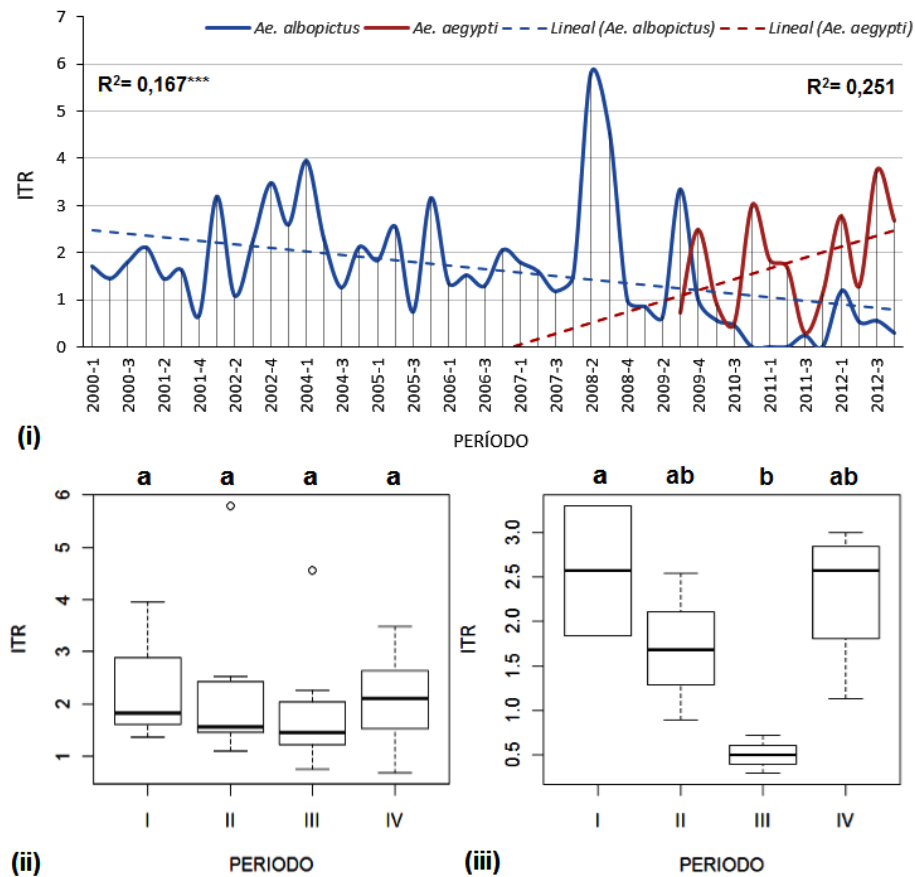 7
Ae. albopictus Ae. aegypti Lineal (Ae. albopictus) Lineal (Ae. aegypti)
6
R²= 0,167*** R²= 0,251
5
4
3
2
1
0
ITR
2000-1 2000-3 2001-2 2001-4 2002-2 2002-4 2004-1 2004-3 2005-1 2005-3 2006-1 2006-3 2007-1 2007-3 2008-2 2008-4 2009-2 2009-4 2010-3 2011-1 2011-3 2012-1 2012-3
(i)
PERÍODO
a a a a
6
5
4
3
2
1
ITR
I II III IV
(ii) PERIODO
a ab b ab
3.0
2.5
2.0
1.5
1.0
0.5
ITR
I II III IV
(iii) PERIODO